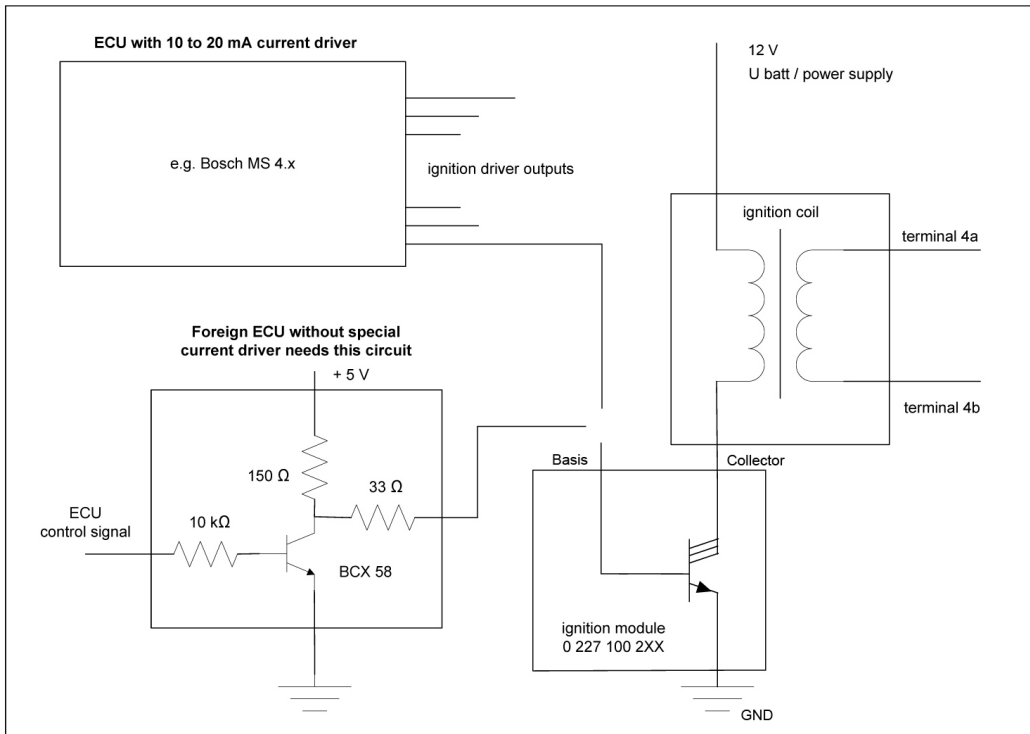 ECU with 10 to 20 mA current driver
e.g. Bosch MS 4.x
ignition driver outputs
12 V
U batt / power supply
ignition coil
terminal 4a
terminal 4b
Foreign ECU without special
current driver needs this circuit
+ 5 V
150 Ω
33 Ω
ECU
control signal
10 kΩ
BCX 58
Basis
Collector
ignition module
0 227 100 2XX
GND